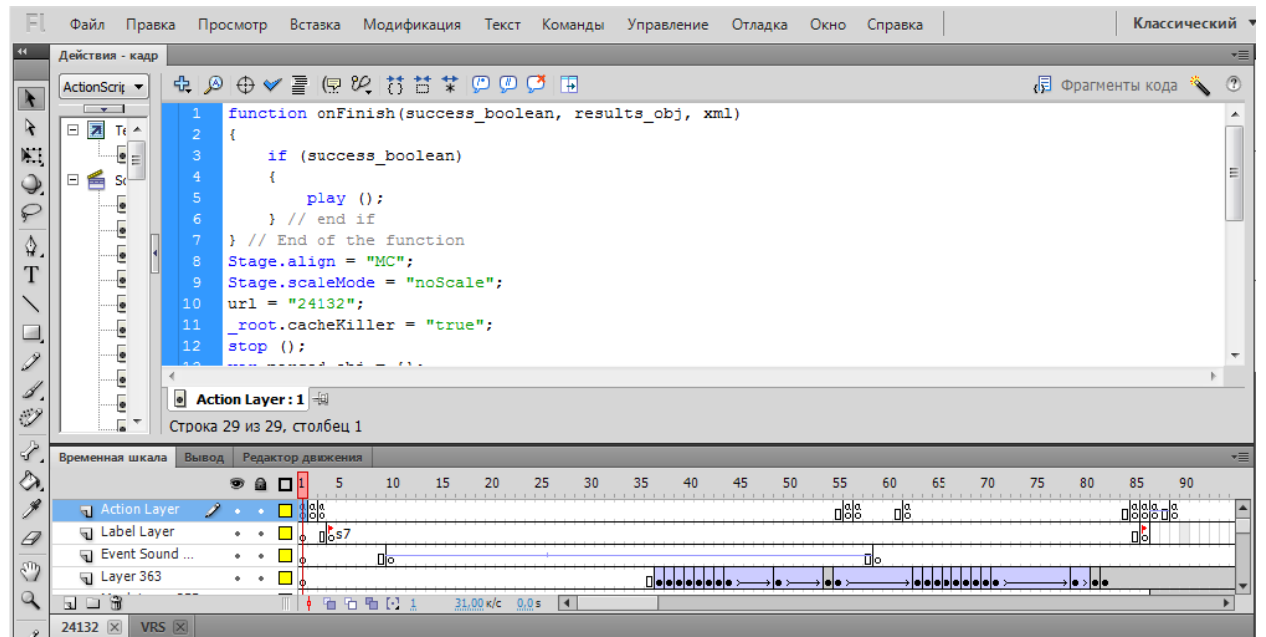 Fl Файл Правка Просмотр Вставка Модификация Текст Команды Управление Отладка Окно Справка Классический
Действия - кадр
ActionScrip
Фрагменты кода
1 function onFinish(success_boolean, results_obj, xml)
2 {
3 if (success_boolean)
4 {
5 play ();
6 } // end if
7 } // End of the function
8 Stage.align = "MC";
9 Stage.scaleMode = "noScale";
10 url = "24132";
11 _root.cacheKiller = "true";
12 stop ();
Action Layer : 1
Строка 29 из 29, столбец 1
Временная шкала Вывод Редактор движения
1 5 10 15 20 25 30 35 40 45 50 55 60 65 70 75 80 85 90
Action Layer
Label Layer s7
Event Sound ...
Layer 363
1 31,00 к/с 0,0 s
24132 VRS